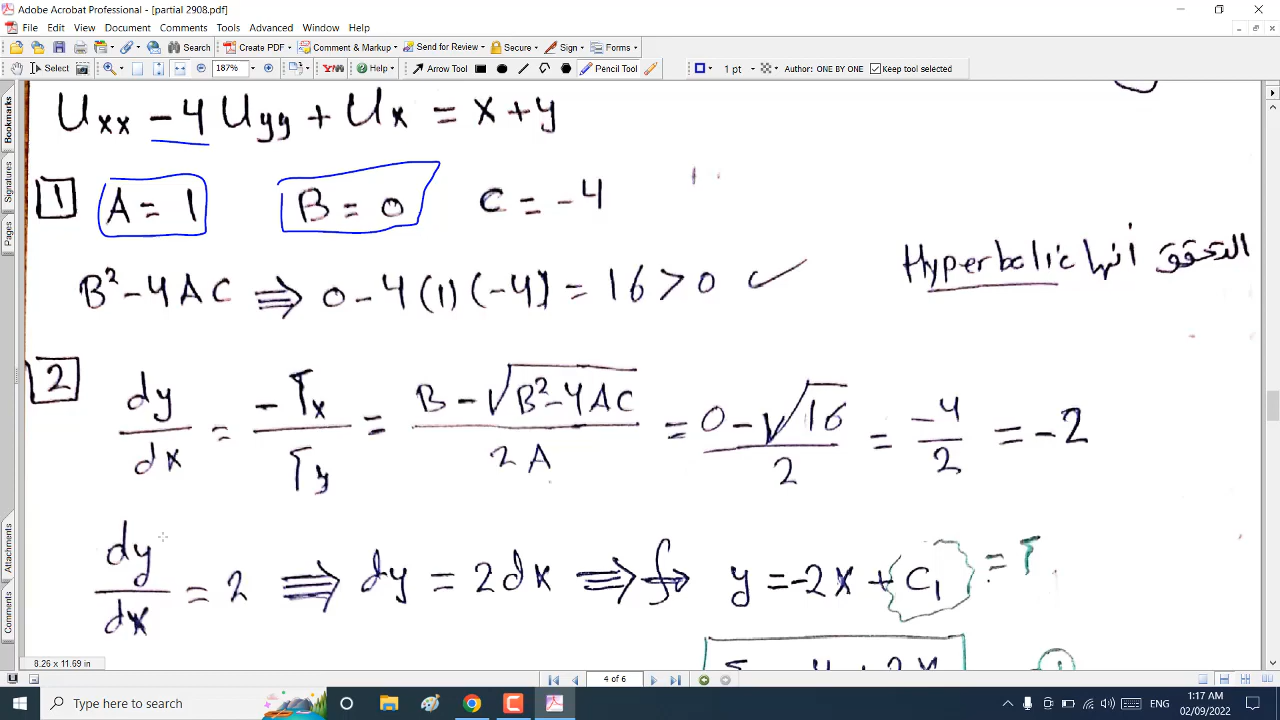 Adobe Acrobat Professional - [partial 2908.pdf]
File Edit View Document Comments Tools Advanced Window Help
Search Create PDF Comment & Markup Send for Review Secure Sign Forms
Select 187% Help Arrow Tool Pencil Tool 1 pt Author: ONE BY ONE Keep tool selected
Bookmarks
Signatures
Pages
Attachments
Comments
Uxx - 4 Uyy + Ux = x + y
1 A = 1 B = 0 C = -4
B² - 4AC ⇒ 0 - 4(1)(-4) = 16 > 0 ✓
التحقق أنها Hyperbolic
2 dy/dx = -ξx/ξy = B - √B² - 4AC / 2A = 0 - √16 / 2 = -4/2 = -2
dy/dx = 2 ⇒ dy = 2dx ⇒ ∫ y = -2x + C₁ = ξ
8.26 x 11.69 in
4 of 6
Type here to search
1:17 AM
02/09/2022